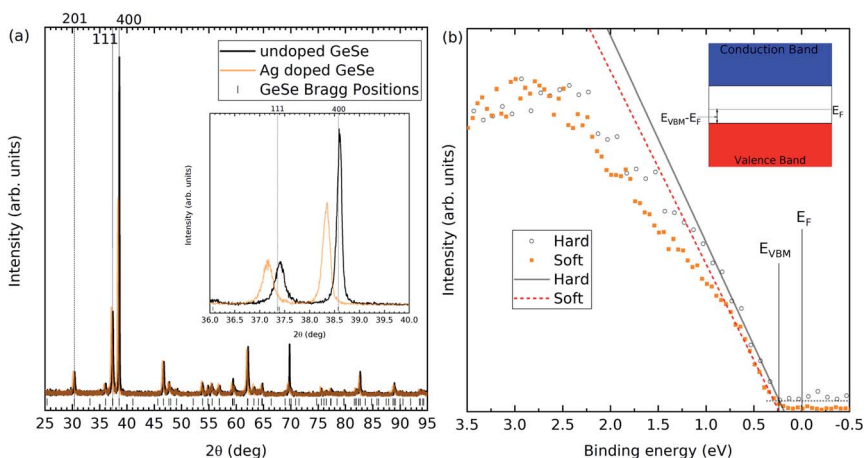 201
400
111
(a)
undoped GeSe
Ag doped GeSe
GeSe Bragg Positions
111
400
Intensity (arb. units)
36.0 36.5 37.0 37.5 38.0 38.5 39.0 39.5 40.0
2θ (deg)
Intensity (arb. units)
25 30 35 40 45 50 55 60 65 70 75 80 85 90 95
2θ (deg)
(b)
Conduction Band
E_F
E_VBM-E_F
Valence Band
E_F
E_VBM
Hard
Soft
Hard
Soft
Intensity (arb. units)
3.5 3.0 2.5 2.0 1.5 1.0 0.5 0.0 -0.5
Binding energy (eV)